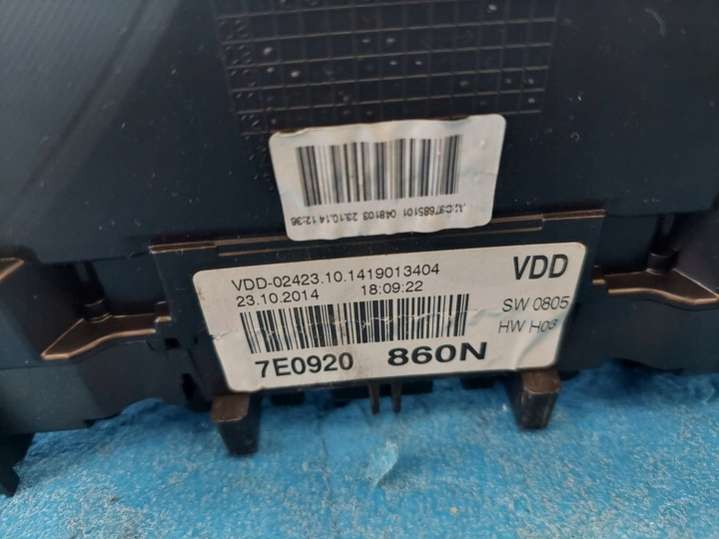 048103 23.10.14 12:36
VDD-02423.10.1419013404
23.10.2014 18:09:22
VDD
SW 0805
HW H03
7E0920 860N